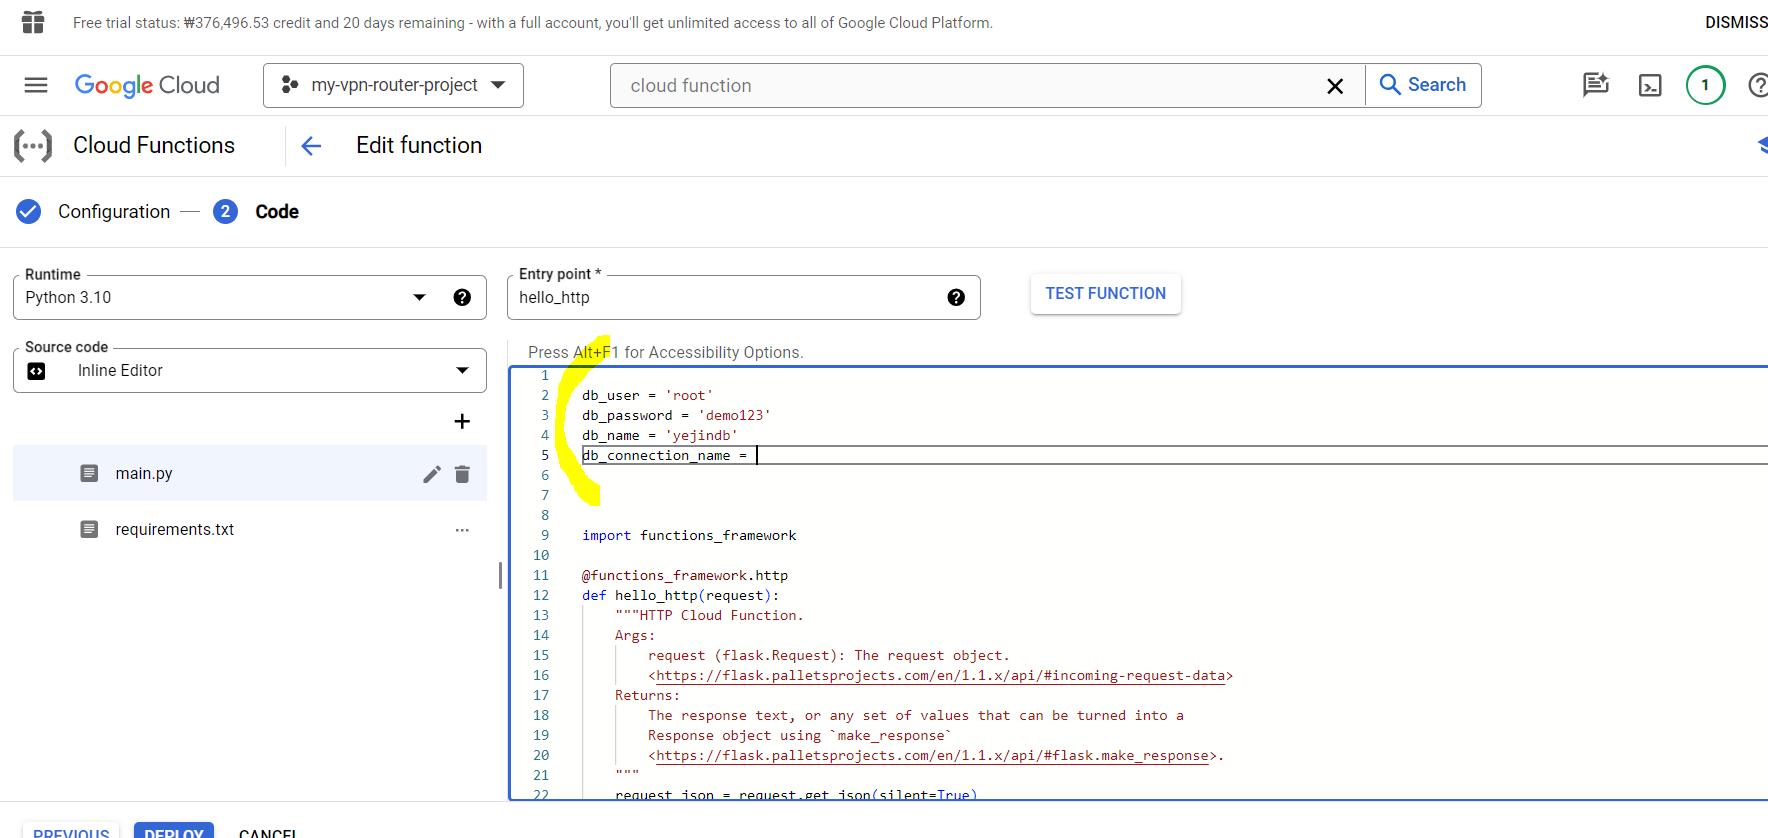 Free trial status: ₩376,496.53 credit and 20 days remaining - with a full account, you'll get unlimited access to all of Google Cloud Platform.
DISMISS
Google Cloud
my-vpn-router-project
cloud function
Search
1
Cloud Functions
Edit function
Configuration
2
Code
Runtime
Python 3.10
Entry point *
hello_http
TEST FUNCTION
Source code
Inline Editor
main.py
requirements.txt
Press Alt+F1 for Accessibility Options.
1
2 db_user = 'root'
3 db_password = 'demo123'
4 db_name = 'yejindb'
5 db_connection_name =
6
7
8
9 import functions_framework
10
11 @functions_framework.http
12 def hello_http(request):
13 """HTTP Cloud Function.
14 Args:
15 request (flask.Request): The request object.
16 <https://flask.palletsprojects.com/en/1.1.x/api/#incoming-request-data>
17 Returns:
18 The response text, or any set of values that can be turned into a
19 Response object using `make_response`
20 <https://flask.palletsprojects.com/en/1.1.x/api/#flask.make_response>.
21 """
22 request_json = request.get_json(silent=True)
PREVIOUS
DEPLOY
CANCEL